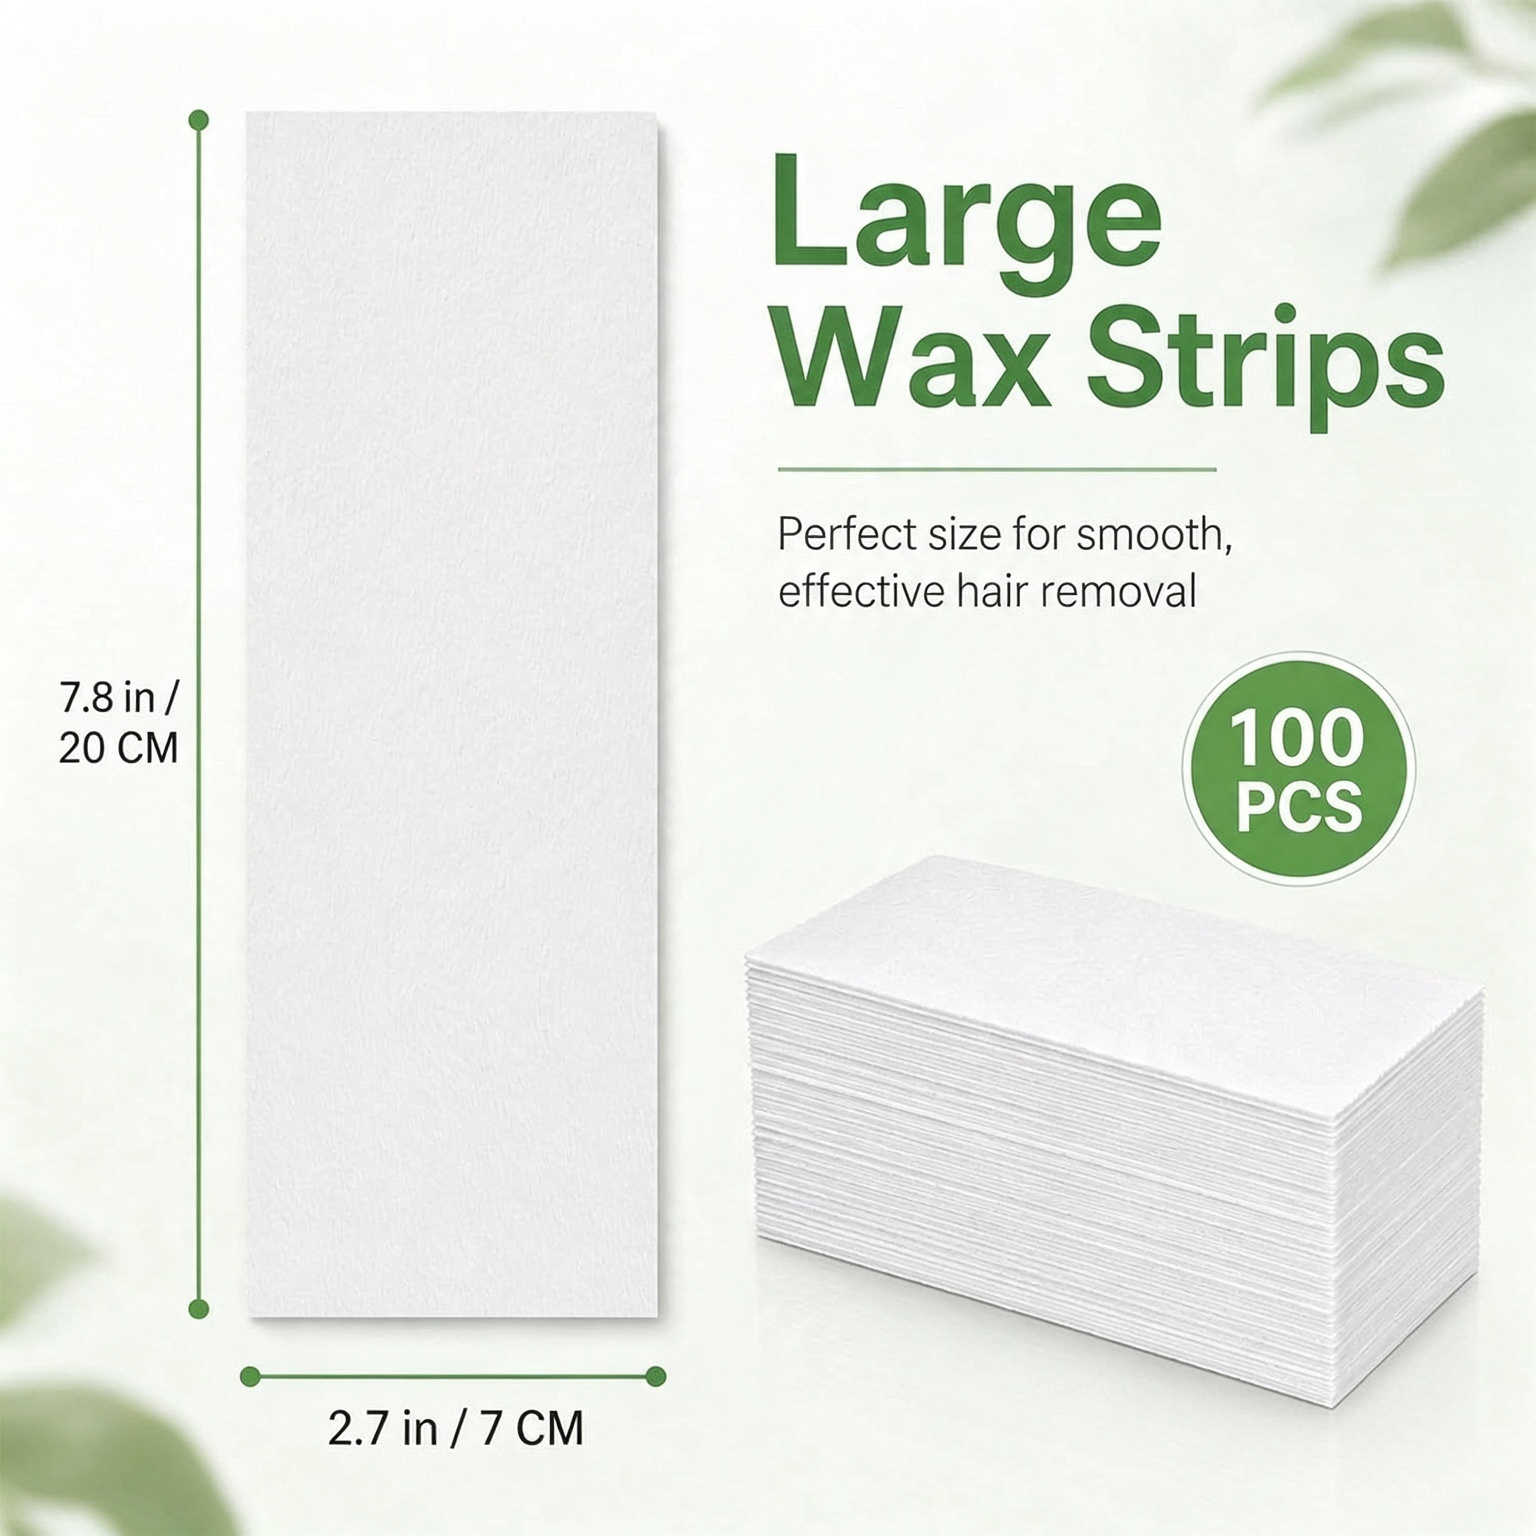 Large
Wax Strips
Perfect size for smooth,
effective hair removal
7.8 in /
20 CM
100
PCS
2.7 in / 7 CM